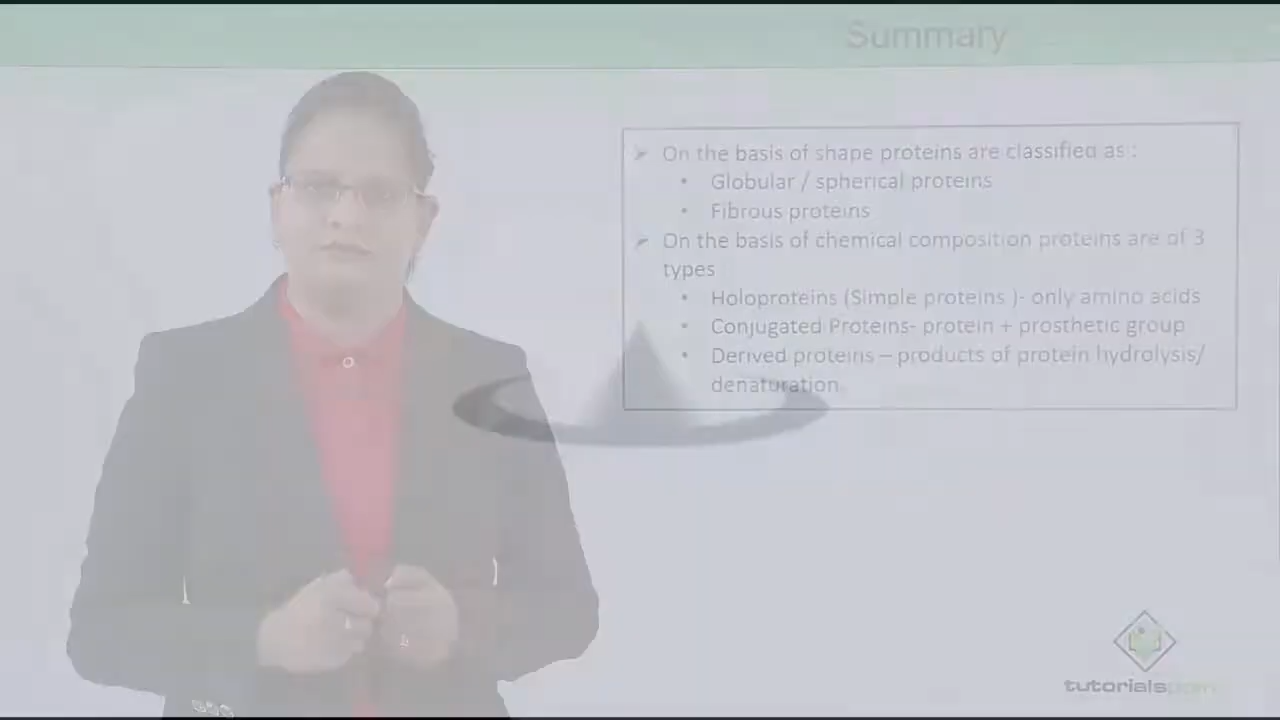 Summary
On the basis of shape proteins are classified as :
Globular / spherical proteins
Fibrous proteins
On the basis of chemical composition proteins are of 3
types
Holoproteins (Simple proteins )- only amino acids
Conjugated Proteins- protein + prosthetic group
Derived proteins – products of protein hydrolysis/
denaturation
tutorialspoint